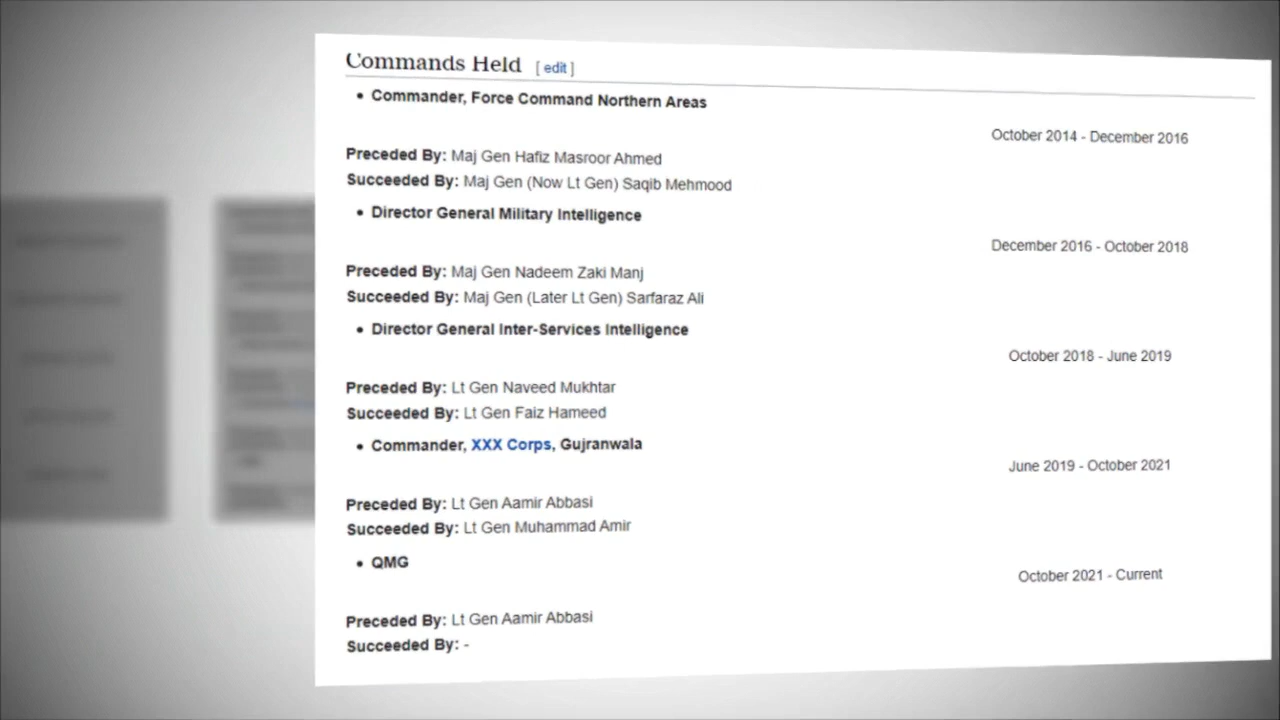 Commands Held [ edit ]
• Commander, Force Command Northern Areas
October 2014 - December 2016
Preceded By: Maj Gen Hafiz Masroor Ahmed
Succeeded By: Maj Gen (Now Lt Gen) Saqib Mehmood
• Director General Military Intelligence
December 2016 - October 2018
Preceded By: Maj Gen Nadeem Zaki Manj
Succeeded By: Maj Gen (Later Lt Gen) Sarfaraz Ali
• Director General Inter-Services Intelligence
October 2018 - June 2019
Preceded By: Lt Gen Naveed Mukhtar
Succeeded By: Lt Gen Faiz Hameed
• Commander, XXX Corps, Gujranwala
June 2019 - October 2021
Preceded By: Lt Gen Aamir Abbasi
Succeeded By: Lt Gen Muhammad Amir
• QMG
October 2021 - Current
Preceded By: Lt Gen Aamir Abbasi
Succeeded By: -